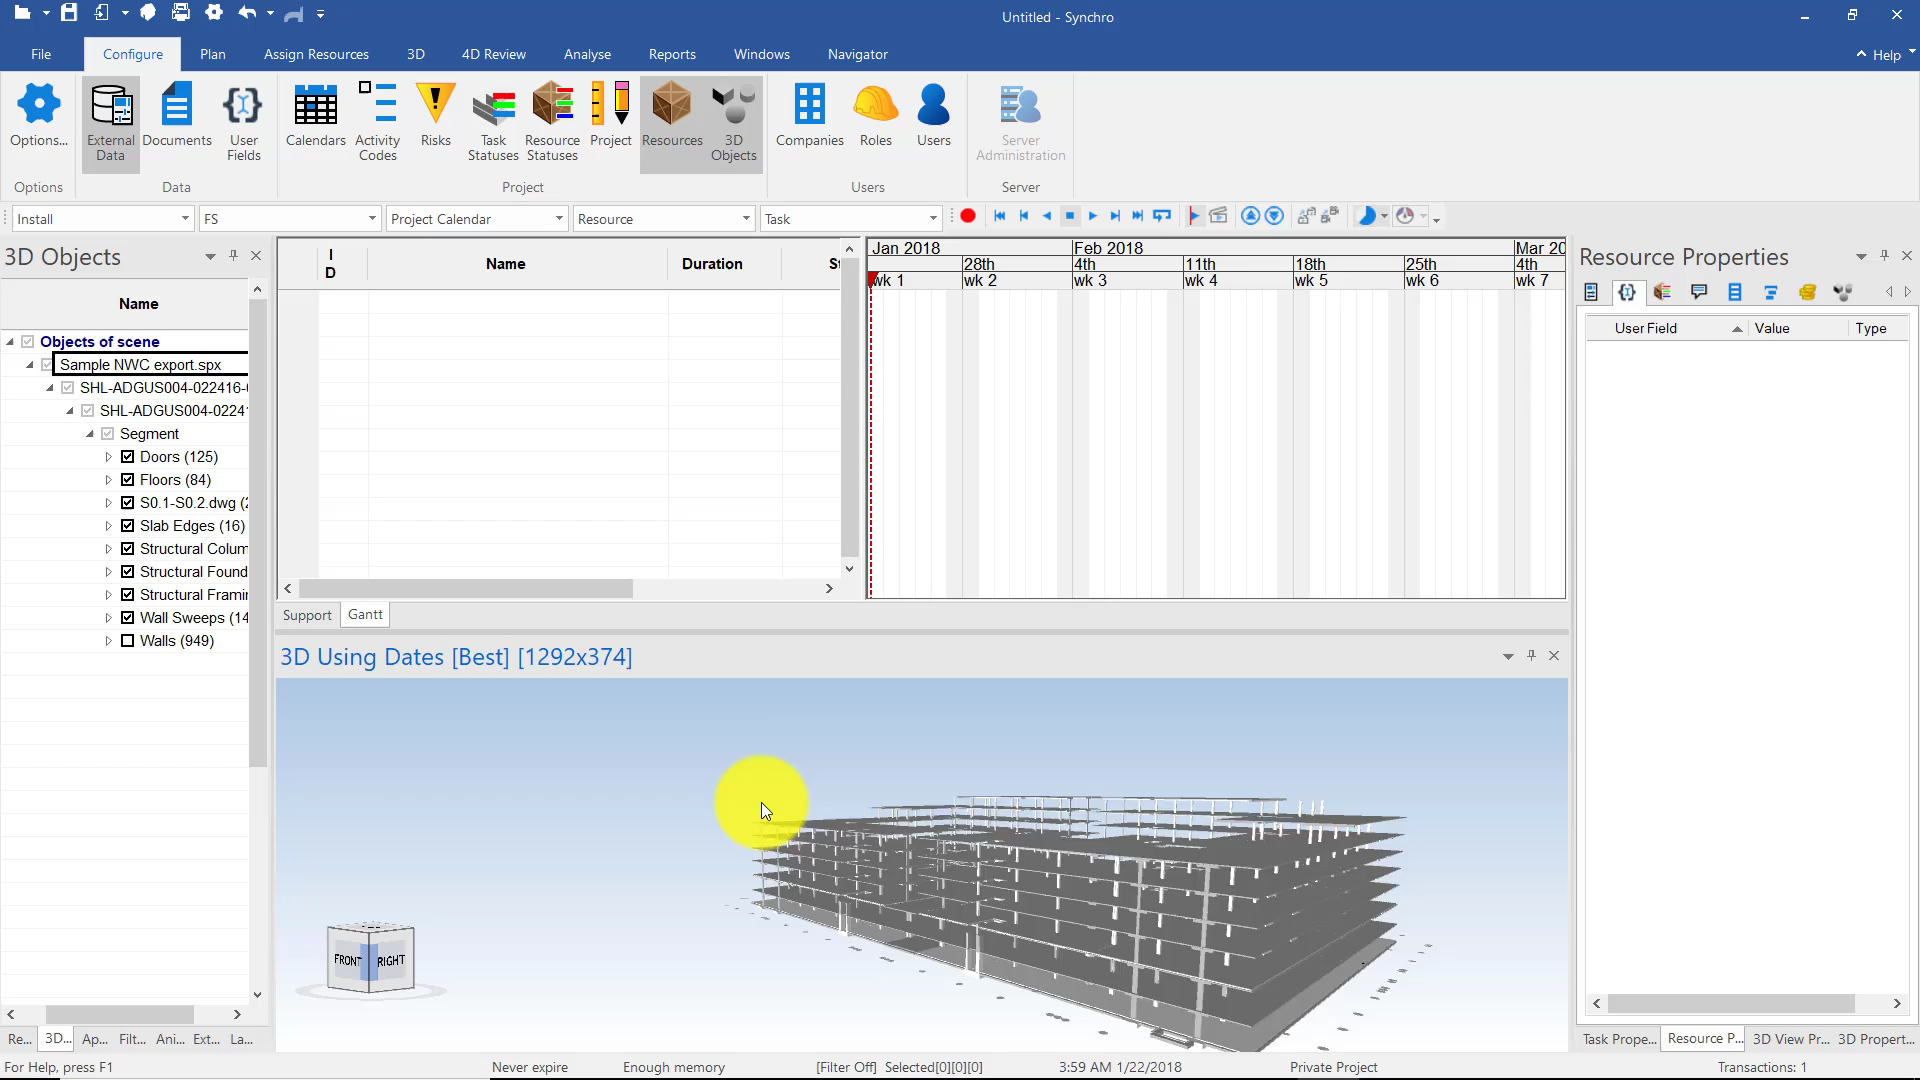 Untitled - Synchro
File Configure Plan Assign Resources 3D 4D Review Analyse Reports Windows Navigator Help
Options... External Data Documents User Fields Calendars Activity Codes Risks Task Statuses Resource Statuses Project Resources 3D Objects Companies Roles Users Server Administration
Options Data Project Users Server
Install FS Project Calendar Resource Task
3D Objects
Name
Objects of scene
Sample NWC export.spx
SHL-ADGUS004-022416-
SHL-ADGUS004-0224
Segment
Doors (125)
Floors (84)
S0.1-S0.2.dwg (
Slab Edges (16)
Structural Colum
Structural Found
Structural Framin
Wall Sweeps (14
Walls (949)
Re... 3D... Ap... Filt... Ani... Ext... La...
ID Name Duration St
Jan 2018 Feb 2018 Mar 20
28th 4th 11th 18th 25th 4th
wk 1 wk 2 wk 3 wk 4 wk 5 wk 6 wk 7
Support Gantt
3D Using Dates [Best] [1292x374]
FRONT RIGHT
Resource Properties
User Field Value Type
Task Prope... Resource P... 3D View Pr... 3D Propert...
For Help, press F1 Never expire Enough memory [Filter Off] Selected[0][0][0] 3:59 AM 1/22/2018 Private Project Transactions: 1